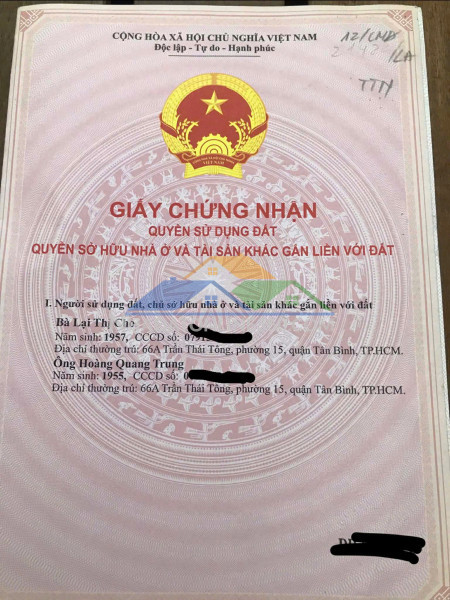 CỘNG HÒA XÃ HỘI CHỦ NGHĨA VIỆT NAM
Độc lập - Tự do - Hạnh phúc
GIẤY CHỨNG NHẬN
QUYỀN SỬ DỤNG ĐẤT
QUYỀN SỞ HỮU NHÀ Ở VÀ TÀI SẢN KHÁC GẮN LIỀN VỚI ĐẤT
I. Người sử dụng đất, chủ sở hữu nhà ở và tài sản khác gắn liền với đất
Bà Lại Thị
Năm sinh: 1957, CCCD số:
Địa chỉ thường trú: 66A Trần Thái Tông, phường 15, quận Tân Bình, TP.HCM.
Ông Hoàng Quang Trung
Năm sinh: 1955, CCCD số:
Địa chỉ thường trú: 66A Trần Thái Tông, phường 15, quận Tân Bình, TP.HCM.